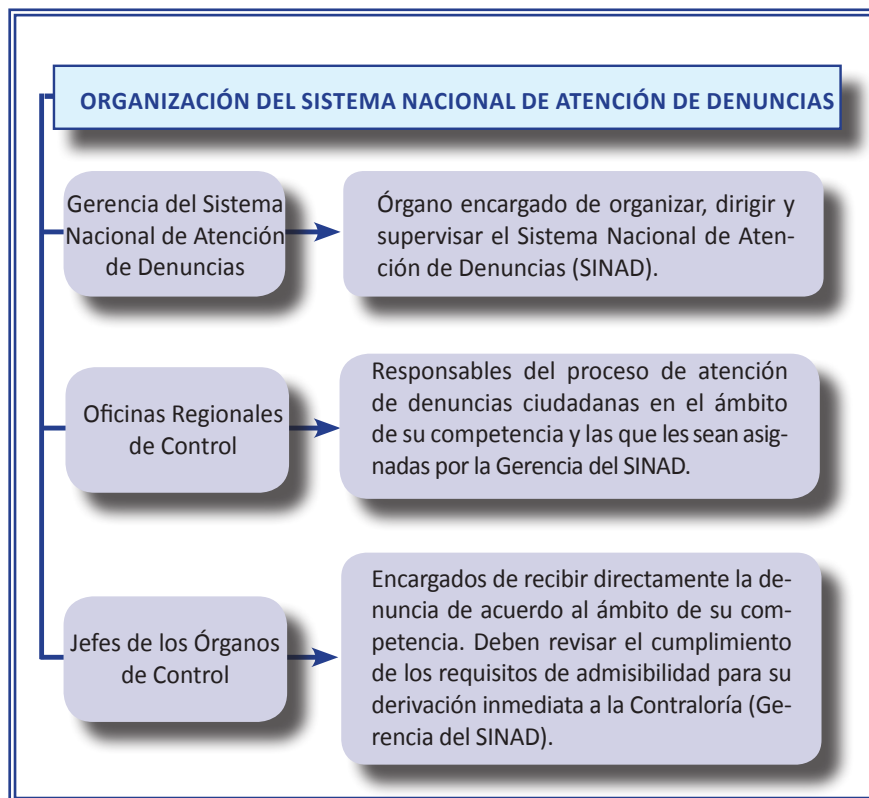 ORGANIZACIÓN DEL SISTEMA NACIONAL DE ATENCIÓN DE DENUNCIAS
Gerencia del Sistema
Nacional de Atención
de Denuncias
Órgano encargado de organizar, dirigir y
supervisar el Sistema Nacional de Aten-
ción de Denuncias (SINAD).
Oficinas Regionales
de Control
Responsables del proceso de atención
de denuncias ciudadanas en el ámbito
de su competencia y las que les sean asig-
nadas por la Gerencia del SINAD.
Jefes de los Órganos
de Control
Encargados de recibir directamente la de-
nuncia de acuerdo al ámbito de su com-
petencia. Deben revisar el cumplimiento
de los requisitos de admisibilidad para su
derivación inmediata a la Contraloría (Ge-
rencia del SINAD).